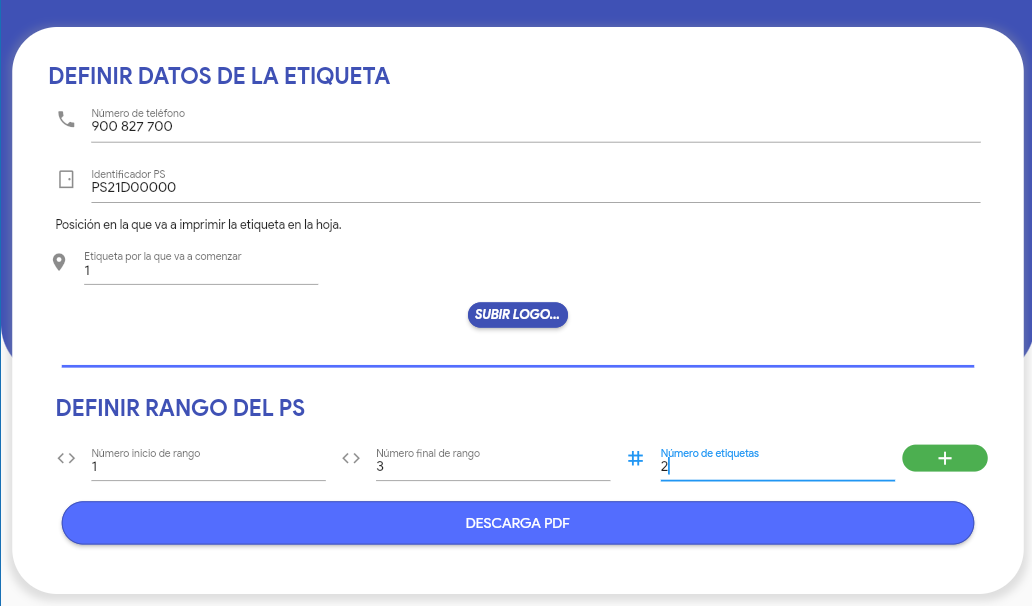 DEFINIR DATOS DE LA ETIQUETA
Número de teléfono
900 827 700
Identificador PS
PS21D00000
Posición en la que va a imprimir la etiqueta en la hoja.
Etiqueta por la que va a comenzar
1
SUBIR LOGO...
DEFINIR RANGO DEL PS
Número inicio de rango
1
Número final de rango
3
Número de etiquetas
2
DESCARGA PDF